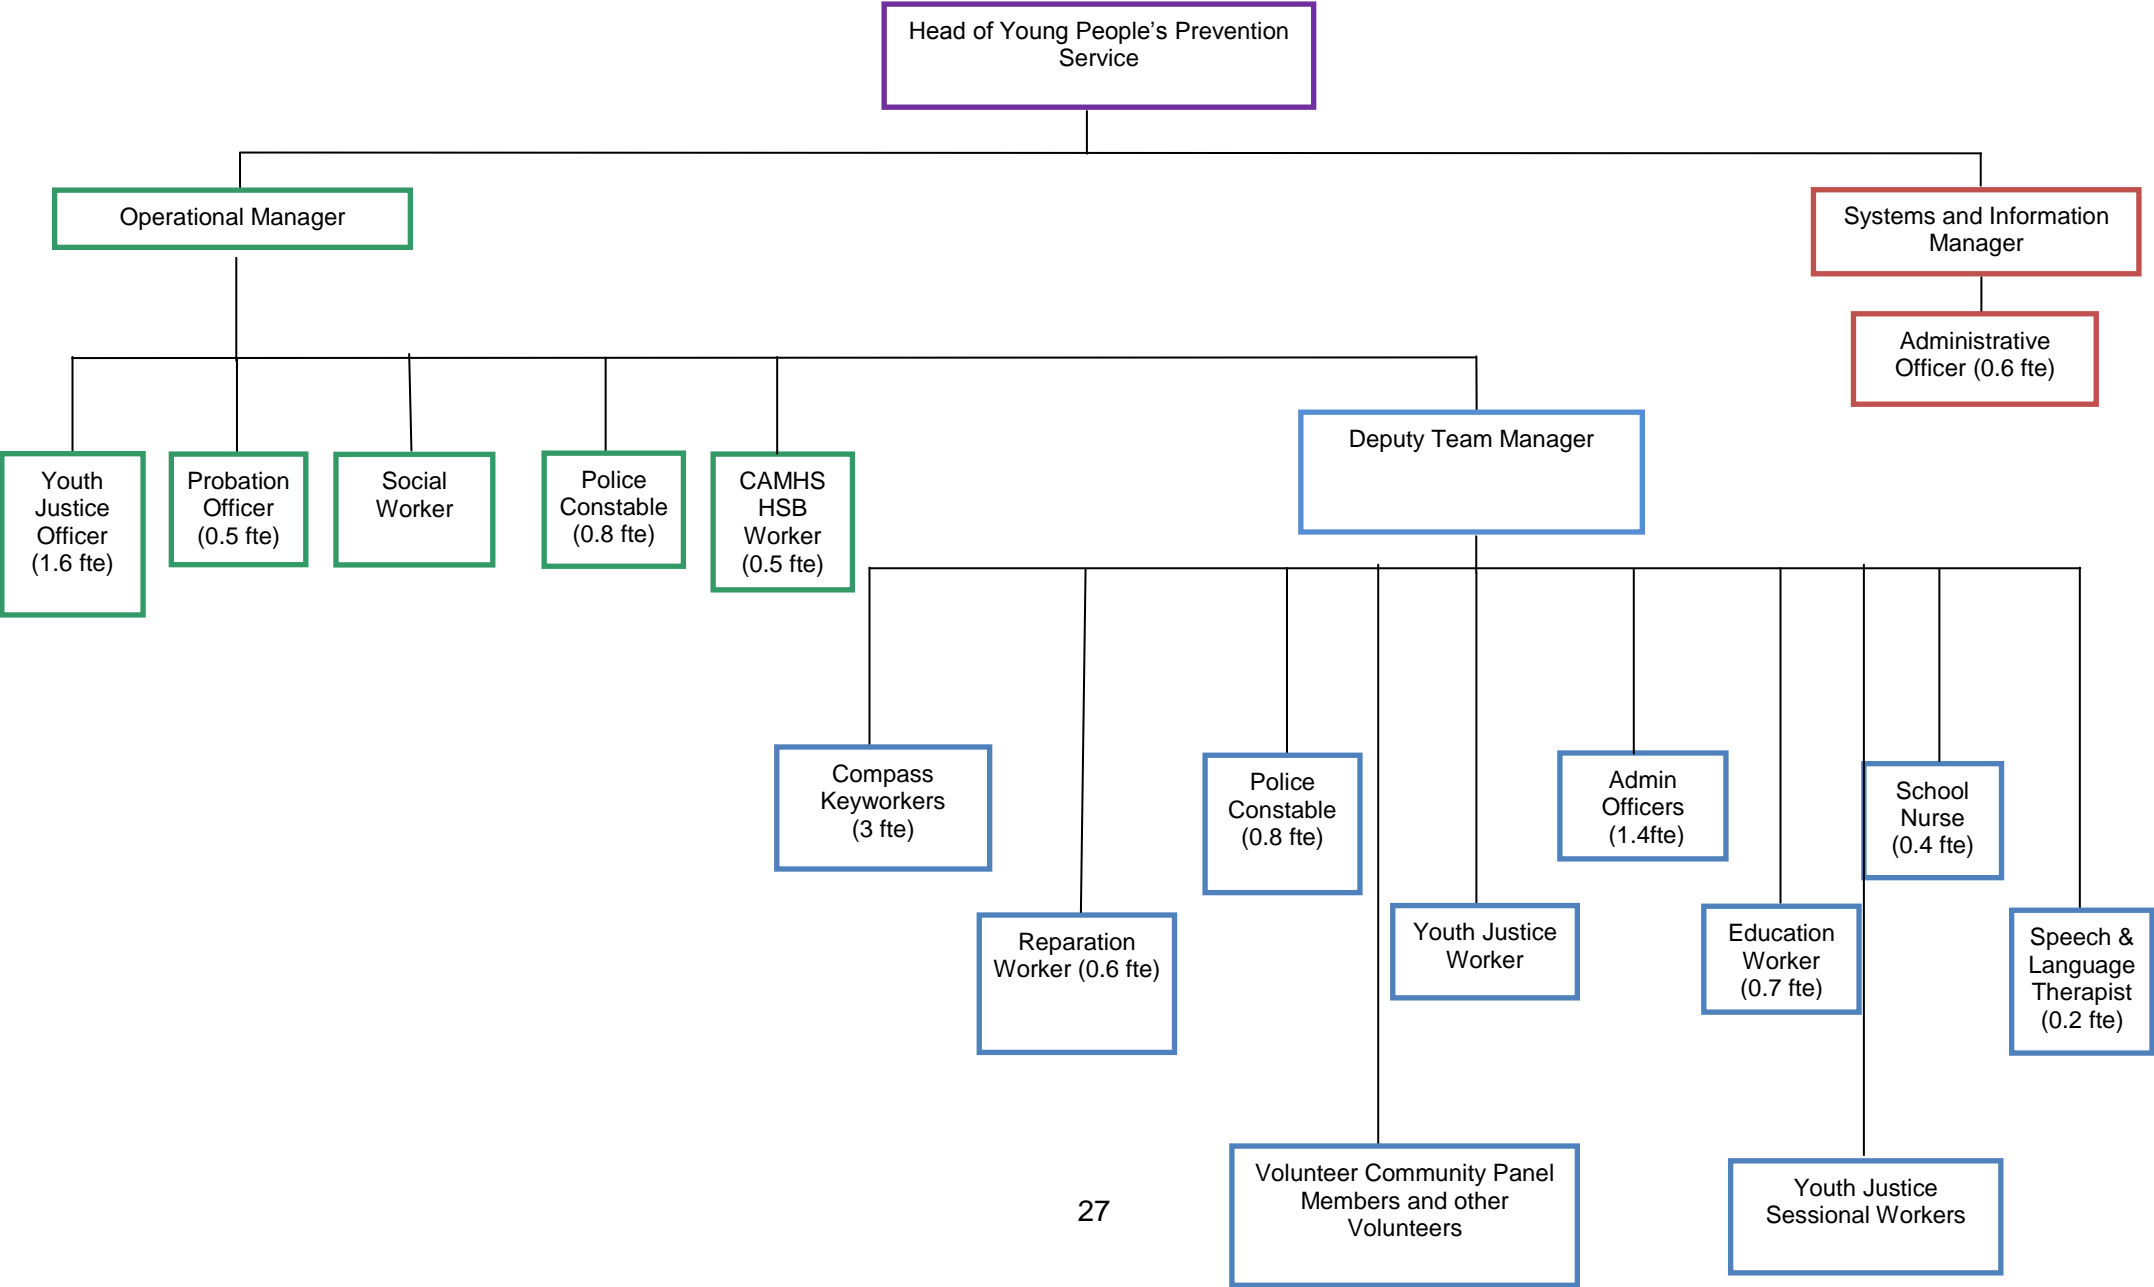 Head of Young People’s Prevention
Service
Operational Manager
Systems and Information
Manager
Administrative
Officer (0.6 fte)
Deputy Team Manager
Youth
Justice
Officer
(1.6 fte)
Probation
Officer
(0.5 fte)
Social
Worker
Police
Constable
(0.8 fte)
CAMHS
HSB
Worker
(0.5 fte)
Compass
Keyworkers
(3 fte)
Reparation
Worker (0.6 fte)
Police
Constable
(0.8 fte)
Youth Justice
Worker
Admin
Officers
(1.4fte)
Education
Worker
(0.7 fte)
School
Nurse
(0.4 fte)
Speech &
Language
Therapist
(0.2 fte)
Volunteer Community Panel
Members and other
Volunteers
Youth Justice
Sessional Workers
27